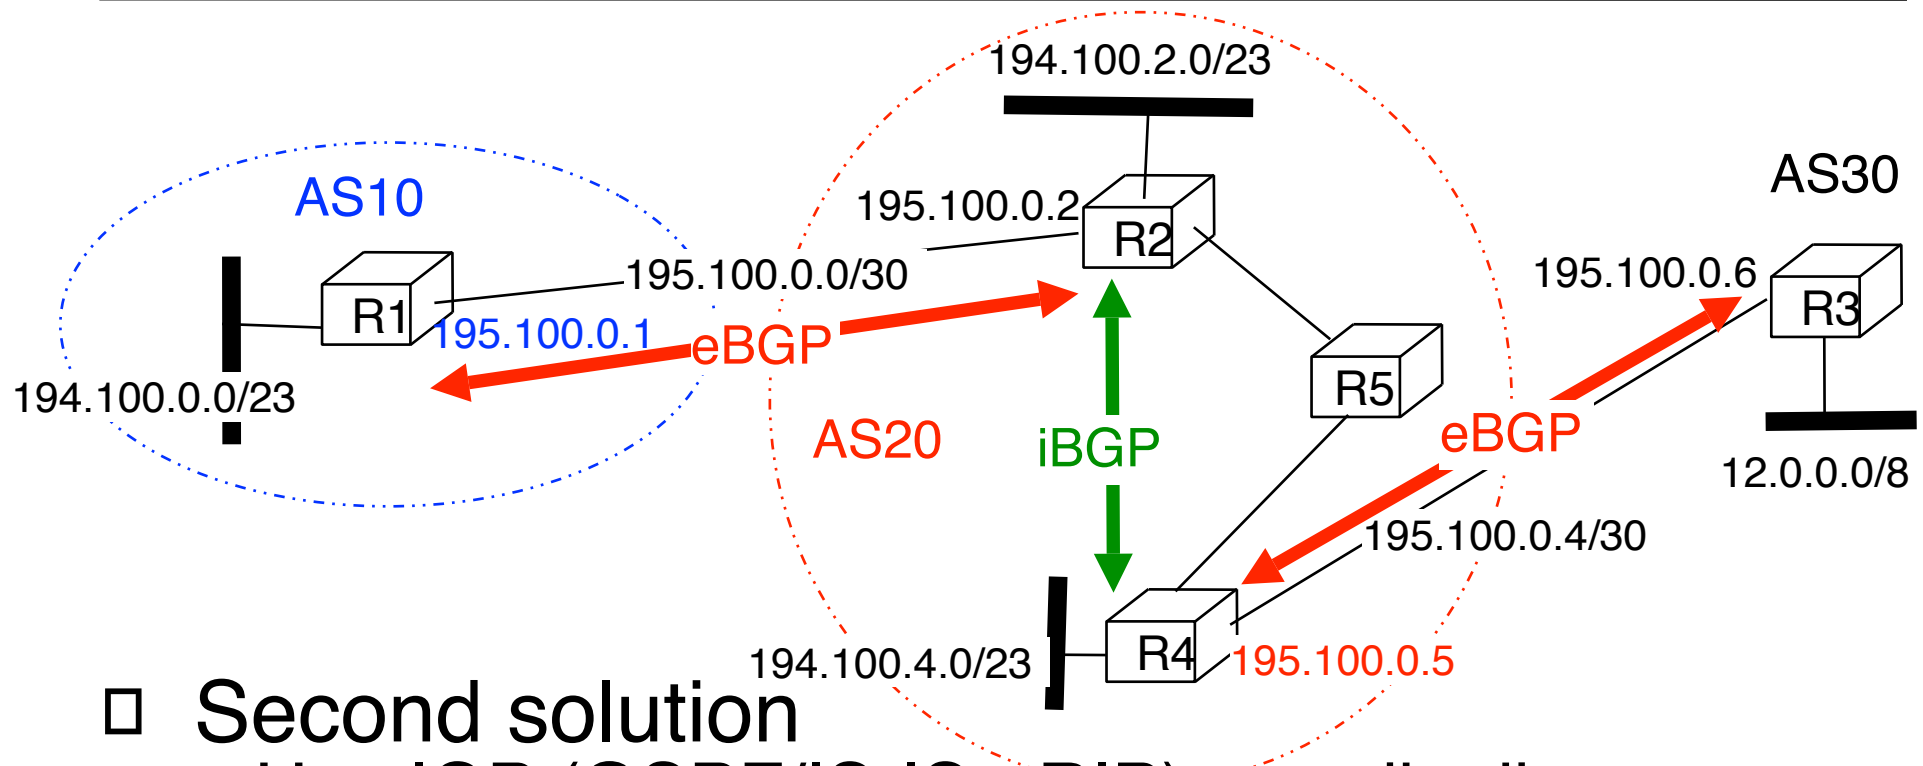 194.100.2.0/23
AS30
AS10
195.100.0.2
R2
195.100.0.0/30
195.100.0.6
R3
R1
195.100.0.1
eBGP
194.100.0.0/23
R5
AS20
iBGP
eBGP
12.0.0.0/8
195.100.0.4/30
194.100.4.0/23
R4
195.100.0.5
Second solution